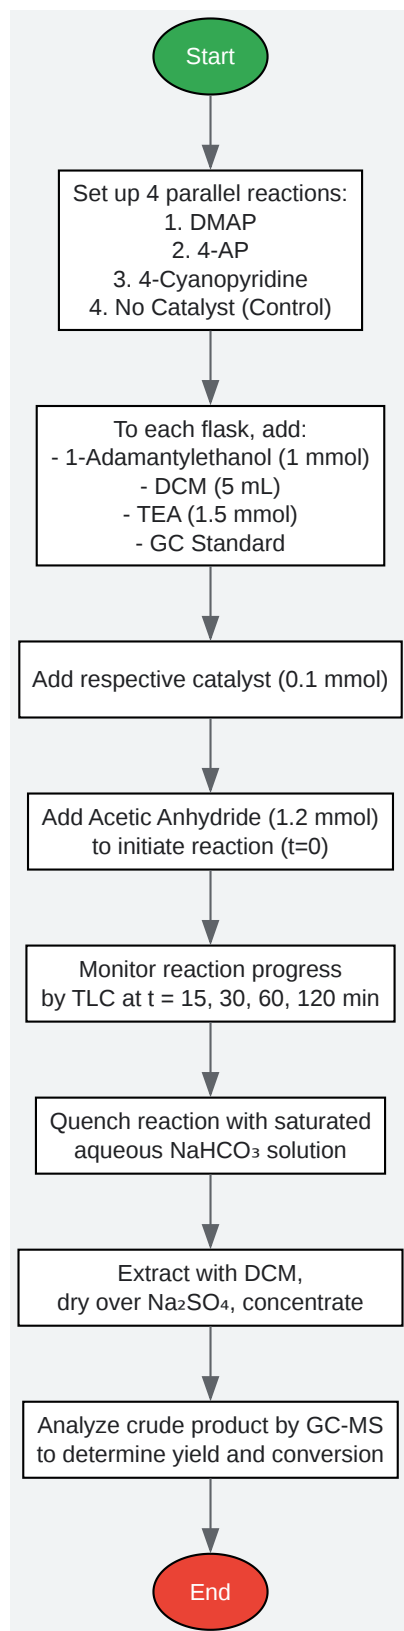 Start
Set up 4 parallel reactions:
1. DMAP
2. 4-AP
3. 4-Cyanopyridine
4. No Catalyst (Control)
To each flask, add:
- 1-Adamantylethanol (1 mmol)
- DCM (5 mL)
- TEA (1.5 mmol)
- GC Standard
Add respective catalyst (0.1 mmol)
Add Acetic Anhydride (1.2 mmol)
to initiate reaction (t=0)
Monitor reaction progress
by TLC at t = 15, 30, 60, 120 min
Quench reaction with saturated
aqueous NaHCO₃ solution
Extract with DCM,
dry over Na₂SO₄, concentrate
Analyze crude product by GC-MS
to determine yield and conversion
End